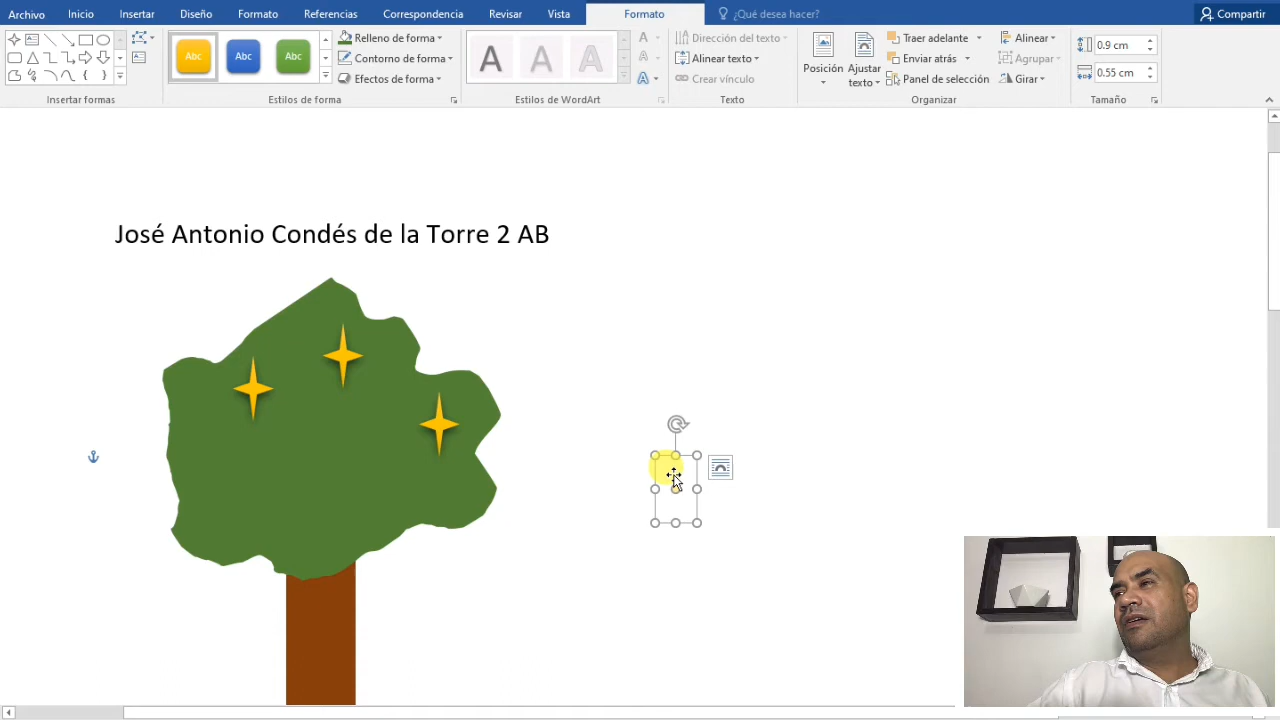 Archivo Inicio Insertar Diseño Formato Referencias Correspondencia Revisar Vista Formato ¿Qué desea hacer? Compartir
Abc Abc Abc
Relleno de forma
Contorno de forma
Efectos de forma
A A A
A
A
A
Dirección del texto
Alinear texto
Crear vínculo
Posición
Ajustar
texto
Traer adelante
Enviar atrás
Panel de selección
Alinear
Agrupar
Girar
0.9 cm
0.55 cm
Insertar formas Estilos de forma Estilos de WordArt Texto Organizar Tamaño
José Antonio Condés de la Torre 2 AB